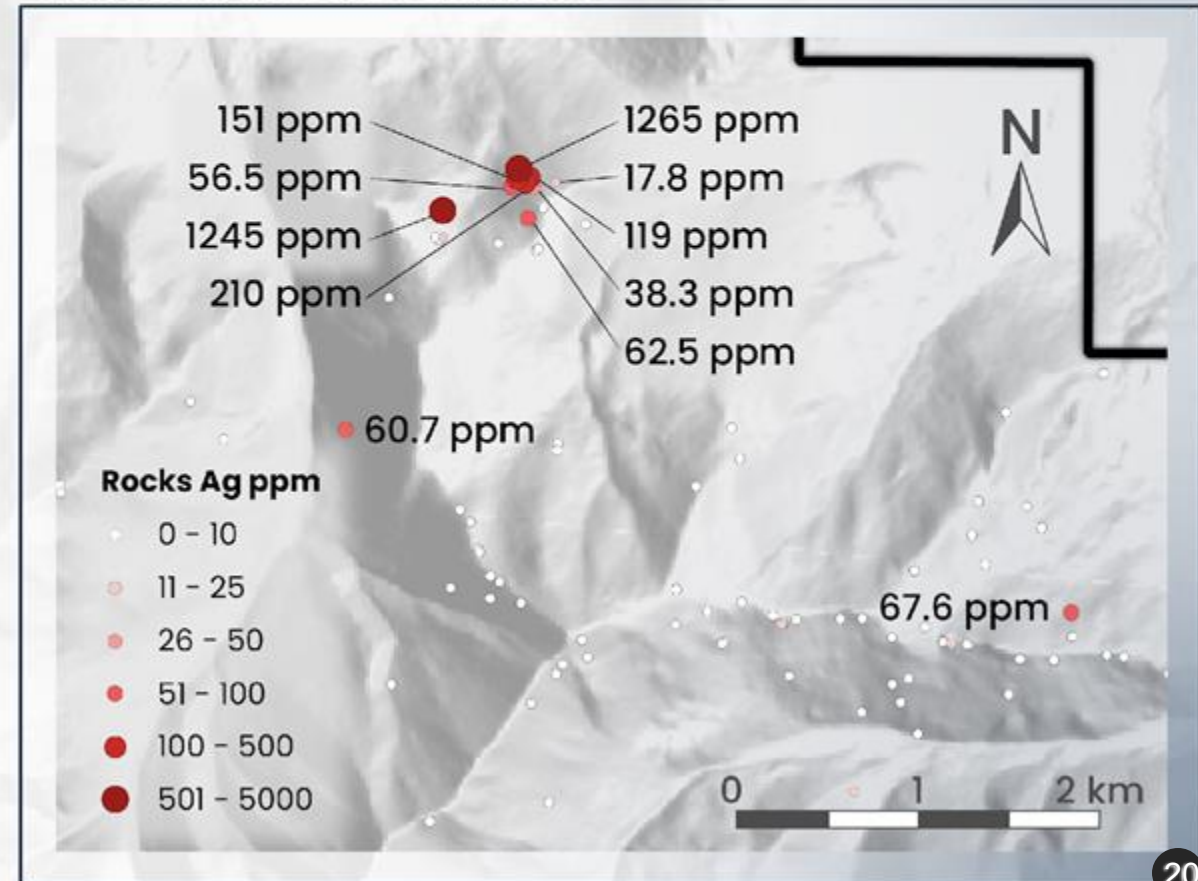 151 ppm
1265 ppm
N
56.5 ppm
17.8 ppm
1245 ppm
119 ppm
210 ppm
38.3 ppm
62.5 ppm
60.7 ppm
Rocks Ag ppm
0 - 10
11 - 25
26 - 50
51 - 100
100 - 500
501 - 5000
67.6 ppm
0 1 2 km
20